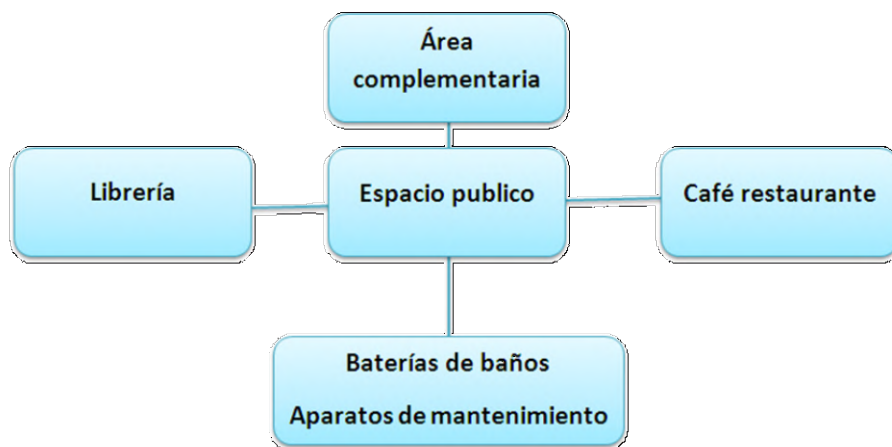 Área
complementaria
Librería
Espacio publico
Café restaurante
Baterías de baños
Aparatos de mantenimiento